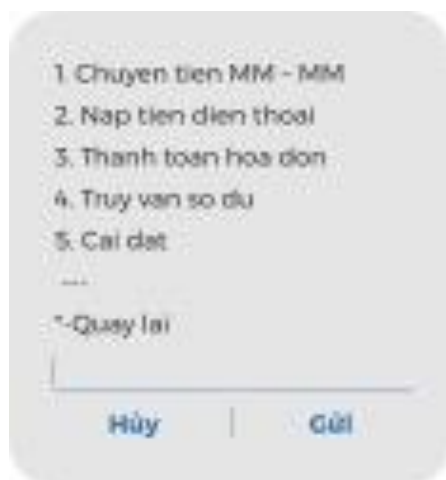 1. Chuyen tien MM - MM
2. Nap tien dien thoai
3. Thanh toan hoa don
4. Truy van so du
5. Cai dat
...
*-Quay lai
Hủy Gửi